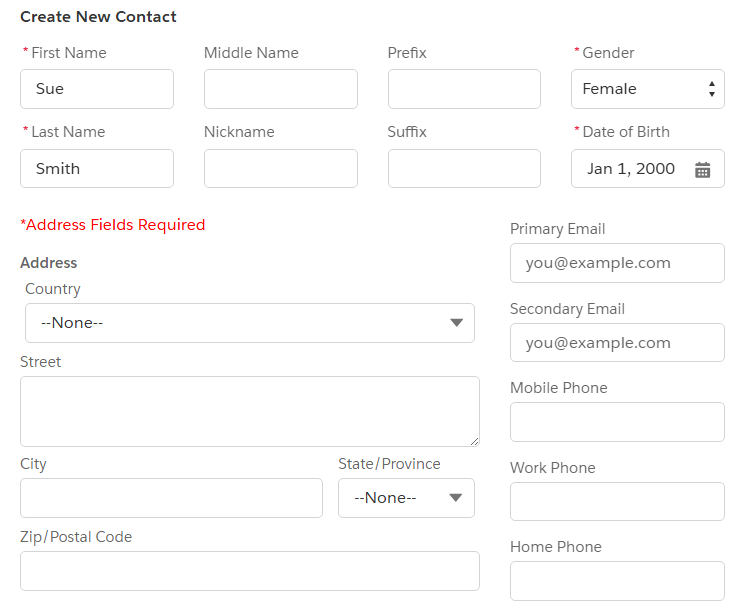 Create New Contact
* First Name
Middle Name
Prefix
* Gender
Sue
Female
* Last Name
Nickname
Suffix
* Date of Birth
Smith
Jan 1, 2000
*Address Fields Required
Address
Country
--None--
Street
City
State/Province
--None--
Zip/Postal Code
Primary Email
you@example.com
Secondary Email
you@example.com
Mobile Phone
Work Phone
Home Phone